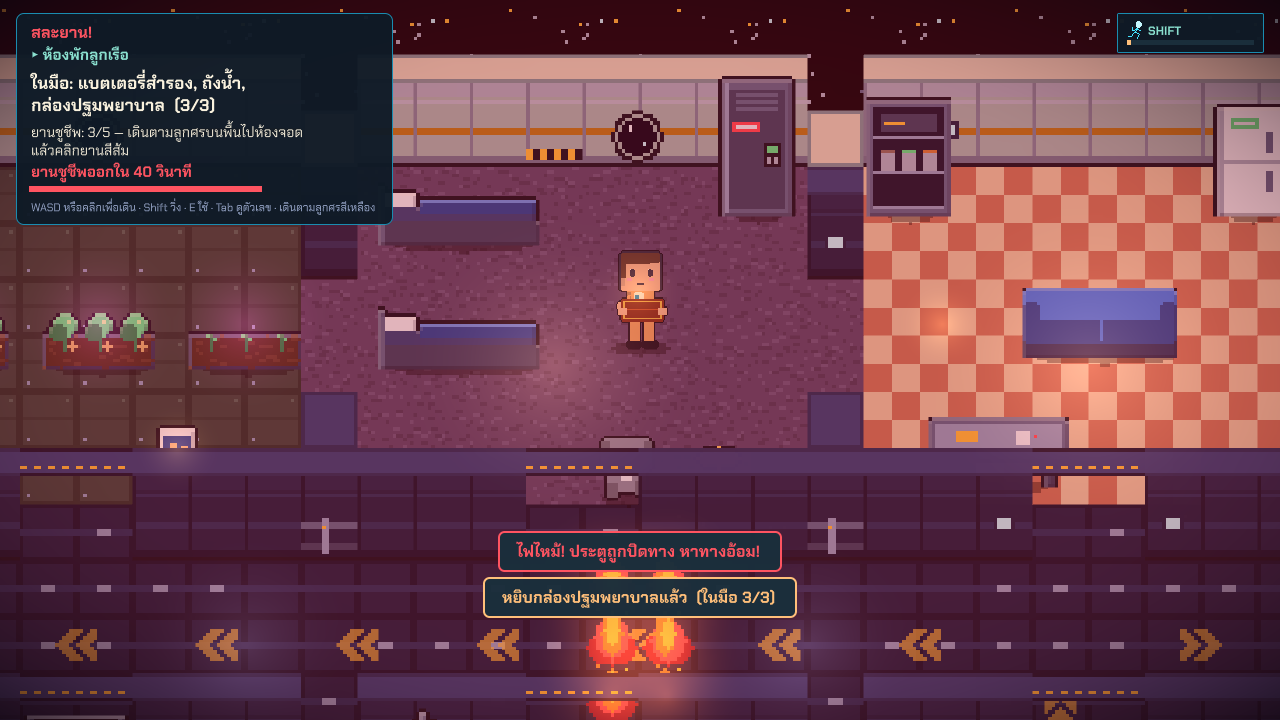 สละยาน!
‣ ห้องพักลูกเรือ
ในมือ: แบตเตอรี่สำรอง, ถังน้ำ,
กล่องปฐมพยาบาล (3/3)
ยานชูชีพ: 3/5 — เดินตามลูกศรบนพื้นไปห้องจอด
แล้วคลิกยานสีส้ม
ยานชูชีพออกใน 40 วินาที
WASD หรือคลิกเพื่อเดิน · Shift วิ่ง · E ใช้ · Tab ดูตัวเลข · เดินตามลูกศรสีเหลือง
SHIFT
ไฟไหม้! ประตูถูกปิดทาง หาทางอ้อม!
หยิบกล่องปฐมพยาบาลแล้ว (ในมือ 3/3)